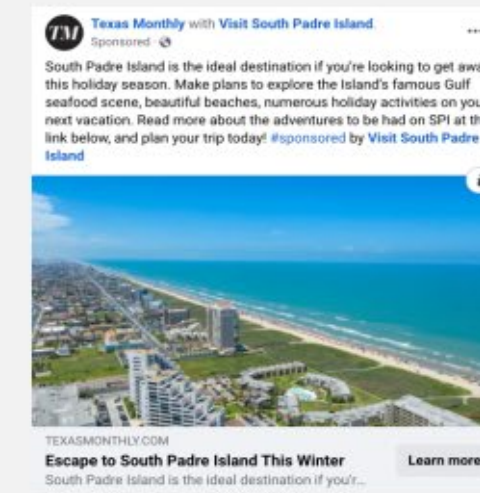 TM
Texas Monthly with Visit South Padre Island.
Sponsored ·
South Padre Island is the ideal destination if you're looking to get
this holiday season. Make plans to explore the Island's famous Gulf
seafood scene, beautiful beaches, numerous holiday activities on
next vacation. Read more about the adventures to be had on SPI at
link below, and plan your trip today! #sponsored by Visit South Padre
Island
TEXASMONTHLY.COM
Escape to South Padre Island This Winter
South Padre Island is the ideal destination if you'r...
Learn more